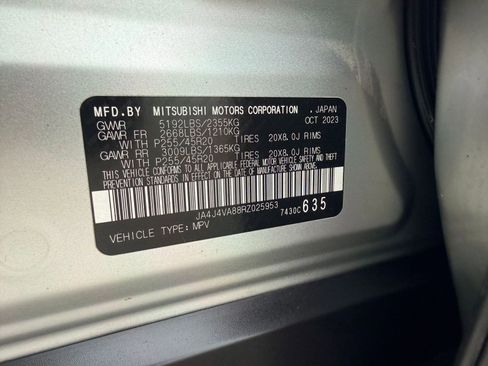 MFD.BY MITSUBISHI MOTORS CORPORATION , JAPAN
GVWR 5192LBS/2355KG OCT 2023
GAWR FR 2668LBS/1210KG
WITH P255/45R20 TIRES 20X8.0J RIMS
GAWR RR 3009LBS/1365KG
WITH P255/45R20 TIRES 20X8.0J RIMS
THIS VEHICLE CONFORMS TO ALL APPLICABLE FEDERAL MOTOR VEHICLE SAFETY AND THEFT
PREVENTION STANDARDS IN EFFECT ON THE DATE OF MANUFACTURE SHOWN ABOVE.
JA4J4VA88RZ025953 7430C 635
VEHICLE TYPE: MPV